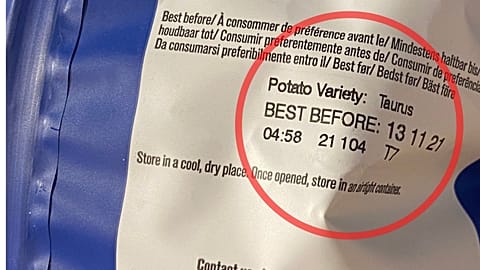 Best before/ À consommer de préférence avant le/ Mindestens haltbar bis/
houdbaar tot/ Consumir preferentemente antes de/ Consumir de preferência
Da consumarsi preferibilmente entro il/ Best før/ Bedst før/ Bäst före
Potato Variety: Taurus
BEST BEFORE: 13 11 21
04:58 21 104 T7
Store in a cool, dry place. Once opened, store in an airtight container.
Contact us